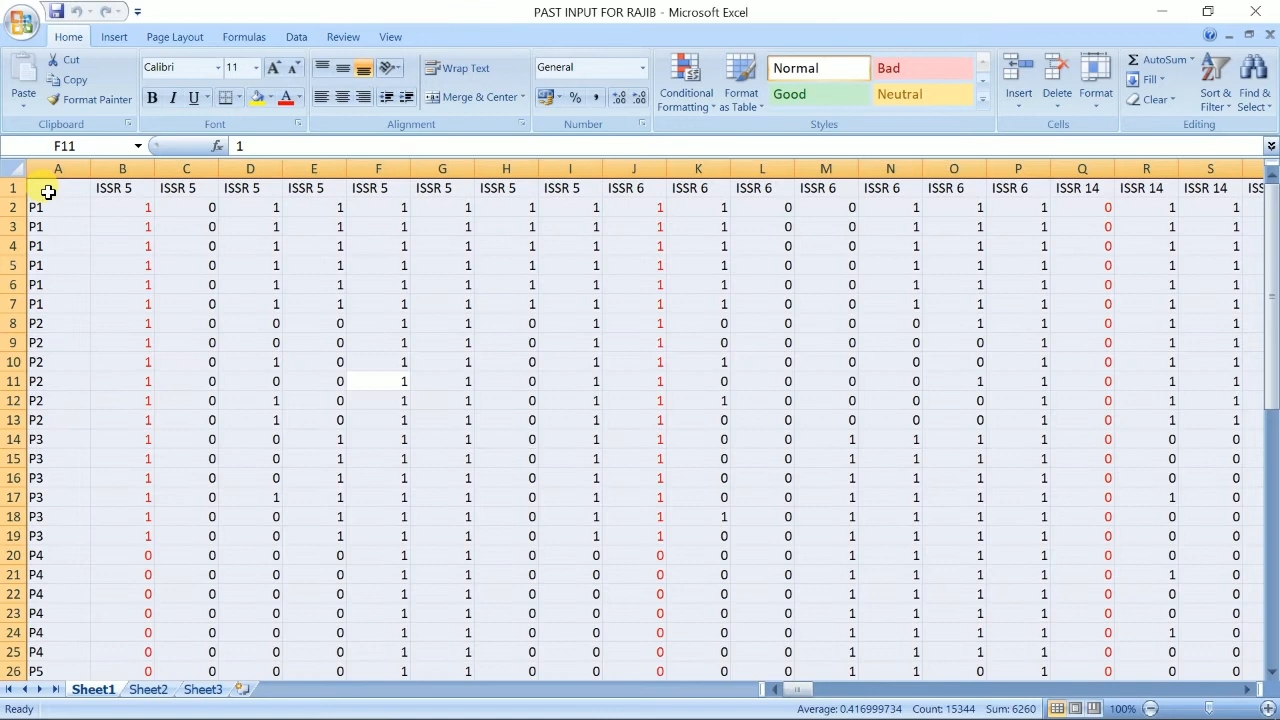 PAST INPUT FOR RAJIB - Microsoft Excel
Home Insert Page Layout Formulas Data Review View
Paste Cut Copy Format Painter Clipboard
Calibri 11 B I U Font
Wrap Text Merge & Center Alignment
General % , Number
Conditional Formatting Format as Table Normal Bad Good Neutral Styles
Insert Delete Format Cells
Σ AutoSum Fill Clear Sort & Filter Find & Select Editing
F11 fx 1
A B C D E F G H I J K L M N O P Q R S
1 ISSR 5 ISSR 5 ISSR 5 ISSR 5 ISSR 5 ISSR 5 ISSR 5 ISSR 5 ISSR 6 ISSR 6 ISSR 6 ISSR 6 ISSR 6 ISSR 6 ISSR 6 ISSR 14 ISSR 14 ISSR 14 ISS
2 P1 1 0 1 1 1 1 1 1 1 1 0 0 1 1 1 0 1 1
3 P1 1 0 1 1 1 1 1 1 1 1 0 0 1 1 1 0 1 1
4 P1 1 0 1 1 1 1 1 1 1 1 0 0 1 1 1 0 1 1
5 P1 1 0 1 1 1 1 1 1 1 1 0 0 1 1 1 0 1 1
6 P1 1 0 1 1 1 1 1 1 1 1 0 0 1 1 1 0 1 1
7 P1 1 0 1 1 1 1 1 1 1 1 0 0 1 1 1 0 1 1
8 P2 1 0 0 0 1 1 0 1 1 0 0 0 0 1 1 0 1 1
9 P2 1 0 0 0 1 1 0 1 1 0 0 0 0 0 1 0 1 1
10 P2 1 0 1 0 1 1 0 1 1 1 0 0 0 0 1 0 1 1
11 P2 1 0 0 0 1 1 0 1 1 0 0 0 0 1 1 0 1 1
12 P2 1 0 1 0 1 1 0 1 1 1 0 0 0 0 1 0 1 1
13 P2 1 0 1 0 1 1 0 1 1 0 0 0 0 0 1 0 1 1
14 P3 1 0 0 1 1 1 0 1 1 0 0 1 1 1 1 0 0 0
15 P3 1 0 0 1 1 1 0 1 1 0 0 1 1 1 1 0 0 0
16 P3 1 0 0 1 1 1 0 1 1 0 0 1 1 1 1 0 0 0
17 P3 1 0 1 1 1 1 0 1 1 0 0 1 1 1 1 0 1 0
18 P3 1 0 0 1 1 1 0 1 1 1 0 1 1 1 1 0 0 0
19 P3 1 0 0 1 1 1 0 1 1 0 0 1 1 1 1 0 0 0
20 P4 0 0 0 0 1 1 0 0 0 0 0 1 1 1 1 0 0 0
21 P4 0 0 0 0 1 1 0 0 0 0 0 1 1 1 1 0 1 0
22 P4 0 0 0 0 1 1 0 0 0 0 0 1 1 1 1 0 0 0
23 P4 0 0 0 0 1 1 0 0 0 0 0 1 1 1 1 0 0 0
24 P4 0 0 0 0 1 1 0 0 0 0 0 1 1 1 1 0 1 0
25 P4 0 0 0 0 1 1 0 0 0 0 0 1 1 1 1 0 0 0
26 P5 0 0 0 0 1 1 0 0 0 0 0 1 1 0 1 0 0 0
Sheet1 Sheet2 Sheet3
Ready Average: 0.416999734 Count: 15344 Sum: 6260 100%